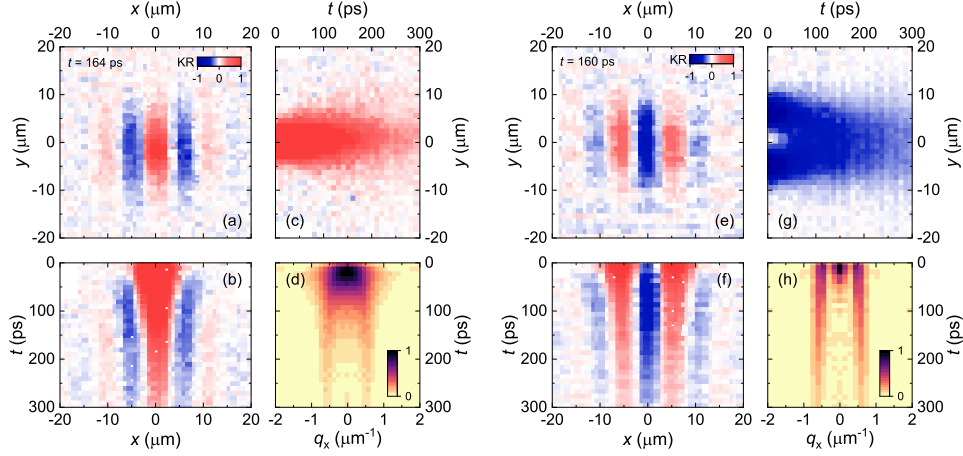 x (μm)
t (ps)
x (μm)
t (ps)
20 10 0 10 20
0 100 200 300
20 10 0 10 20
0 100 200 300
20
10
0
-10
-20
y (μm)
t = 164 ps
KR
-1 0 1
(a)
(c)
20
10
0
-10
-20
y (μm)
20
10
0
-10
-20
y (μm)
t = 160 ps
KR
-1 0 1
(e)
(g)
20
10
0
-10
-20
y (μm)
0
100
200
300
t (ps)
(b)
(d)
1
0
0
100
200
300
t (ps)
0
100
200
300
t (ps)
(f)
(h)
1
0
0
100
200
300
t (ps)
-20 -10 0 10 20
-2 -1 0 1 2
-20 -10 0 10 20
-2 -1 0 1 2
x (μm)
qx (μm-1)
x (μm)
qx (μm-1)